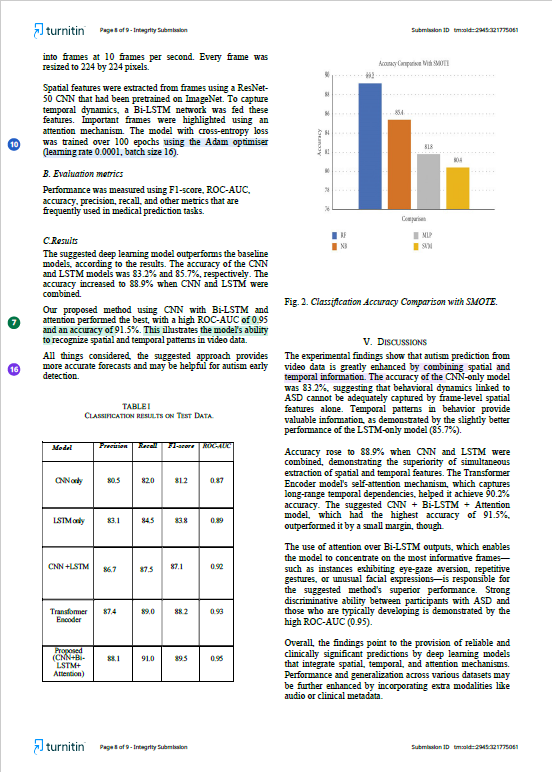 turnitin
Page 8 of 9 - Integrity Submission
Submission ID trn:oid:::2945:321775061
into frames at 10 frames per second. Every frame was
resized to 224 by 224 pixels.
Spatial features were extracted from frames using a ResNet-
50 CNN that had been pretrained on ImageNet. To capture
temporal dynamics, a Bi-LSTM network was fed these
features. Important frames were highlighted using an
attention mechanism. The model with cross-entropy loss
was trained over 100 epochs using the Adam optimiser
(learning rate 0.0001, batch size 16).
10
B. Evaluation metrics
Performance was measured using F1-score, ROC-AUC,
accuracy, precision, recall, and other metrics that are
frequently used in medical prediction tasks.
C.Results
The suggested deep learning model outperforms the baseline
models, according to the results. The accuracy of the CNN
and LSTM models was 83.2% and 85.7%, respectively. The
accuracy increased to 88.9% when CNN and LSTM were
combined.
Our proposed method using CNN with Bi-LSTM and
attention performed the best, with a high ROC-AUC of 0.95
and an accuracy of 91.5%. This illustrates the model's ability
to recognize spatial and temporal patterns in video data.
7
All things considered, the suggested approach provides
more accurate forecasts and may be helpful for autism early
detection.
16
TABLE I
CLASSIFICATION RESULTS ON TEST DATA.
Model Precision Recall F1-score ROC-AUC
CNN only 80.5 82.0 81.2 0.87
LSTM only 83.1 84.5 83.8 0.89
CNN +LSTM 86.7 87.5 87.1 0.92
Transformer
Encoder 87.4 89.0 88.2 0.93
Proposed
(CNN+Bi-
LSTM+
Attention) 88.1 91.0 89.5 0.95
Accuracy Comparison With SMOTE
Accuracy
90
88
86
84
82
80
78
76
89.2
85.4
81.8
80.4
Comparison
RF
MLP
NB
SVM
Fig. 2. Classification Accuracy Comparison with SMOTE.
V. DISCUSSIONS
The experimental findings show that autism prediction from
video data is greatly enhanced by combining spatial and
temporal information. The accuracy of the CNN-only model
was 83.2%, suggesting that behavioral dynamics linked to
ASD cannot be adequately captured by frame-level spatial
features alone. Temporal patterns in behavior provide
valuable information, as demonstrated by the slightly better
performance of the LSTM-only model (85.7%).
Accuracy rose to 88.9% when CNN and LSTM were
combined, demonstrating the superiority of simultaneous
extraction of spatial and temporal features. The Transformer
Encoder model's self-attention mechanism, which captures
long-range temporal dependencies, helped it achieve 90.2%
accuracy. The suggested CNN + Bi-LSTM + Attention
model, which had the highest accuracy of 91.5%,
outperformed it by a small margin, though.
The use of attention over Bi-LSTM outputs, which enables
the model to concentrate on the most informative frames—
such as instances exhibiting eye-gaze aversion, repetitive
gestures, or unusual facial expressions—is responsible for
the suggested method's superior performance. Strong
discriminative ability between participants with ASD and
those who are typically developing is demonstrated by the
high ROC-AUC (0.95).
Overall, the findings point to the provision of reliable and
clinically significant predictions by deep learning models
that integrate spatial, temporal, and attention mechanisms.
Performance and generalization across various datasets may
be further enhanced by incorporating extra modalities like
audio or clinical metadata.
turnitin
Page 8 of 9 - Integrity Submission
Submission ID trn:oid:::2945:321775061